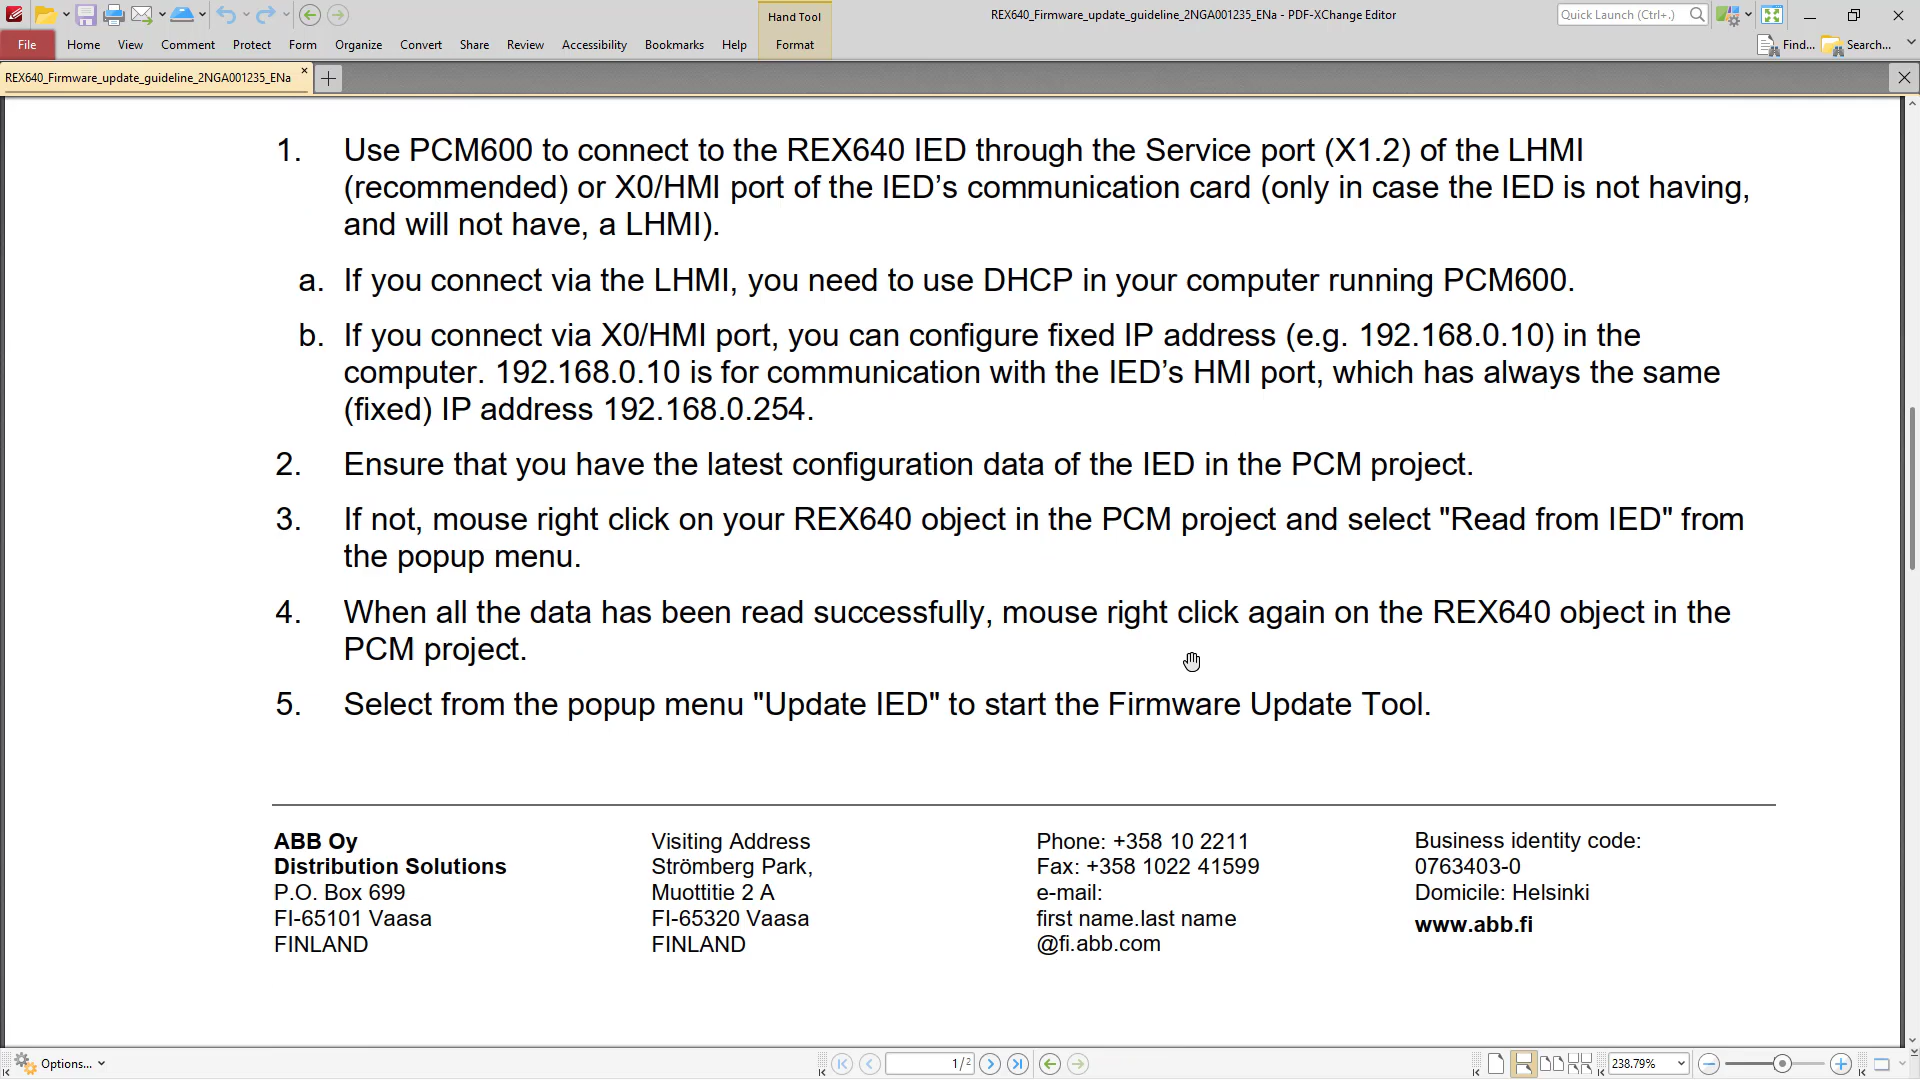 Hand Tool
REX640_Firmware_update_guideline_2NGA001235_ENa - PDF-XChange Editor
Quick Launch (Ctrl+.)
File Home View Comment Protect Form Organize Convert Share Review Accessibility Bookmarks Help Format
Find... Search...
REX640_Firmware_update_guideline_2NGA001235_ENa
1. Use PCM600 to connect to the REX640 IED through the Service port (X1.2) of the LHMI
(recommended) or X0/HMI port of the IED’s communication card (only in case the IED is not having,
and will not have, a LHMI).
a. If you connect via the LHMI, you need to use DHCP in your computer running PCM600.
b. If you connect via X0/HMI port, you can configure fixed IP address (e.g. 192.168.0.10) in the
computer. 192.168.0.10 is for communication with the IED’s HMI port, which has always the same
(fixed) IP address 192.168.0.254.
2. Ensure that you have the latest configuration data of the IED in the PCM project.
3. If not, mouse right click on your REX640 object in the PCM project and select "Read from IED" from
the popup menu.
4. When all the data has been read successfully, mouse right click again on the REX640 object in the
PCM project.
5. Select from the popup menu "Update IED" to start the Firmware Update Tool.
ABB Oy
Distribution Solutions
P.O. Box 699
FI-65101 Vaasa
FINLAND
Visiting Address
Strömberg Park,
Muottitie 2 A
FI-65320 Vaasa
FINLAND
Phone: +358 10 2211
Fax: +358 1022 41599
e-mail:
first name.last name
@fi.abb.com
Business identity code:
0763403-0
Domicile: Helsinki
www.abb.fi
Options...
1/2
238.79%